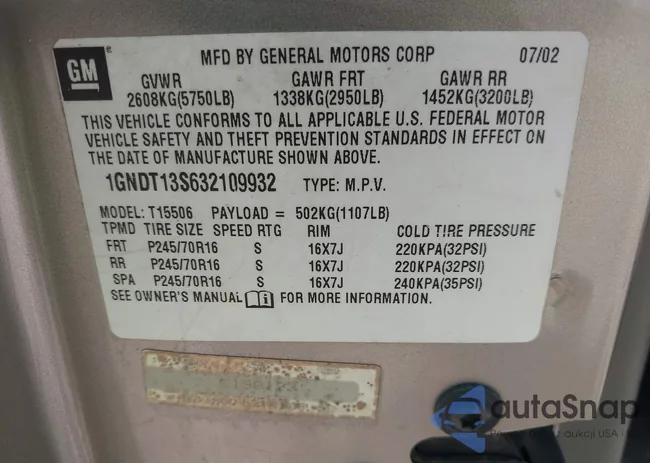 GM
MFD BY GENERAL MOTORS CORP 07/02
GVWR GAWR FRT GAWR RR
2608KG(5750LB) 1338KG(2950LB) 1452KG(3200LB)
THIS VEHICLE CONFORMS TO ALL APPLICABLE U.S. FEDERAL MOTOR
VEHICLE SAFETY AND THEFT PREVENTION STANDARDS IN EFFECT ON
THE DATE OF MANUFACTURE SHOWN ABOVE.
1GNDT13S632109932 TYPE: M.P.V.
MODEL: T15506 PAYLOAD = 502KG(1107LB)
TPMD TIRE SIZE SPEED RTG RIM COLD TIRE PRESSURE
FRT P245/70R16 S 16X7J 220KPA(32PSI)
RR P245/70R16 S 16X7J 220KPA(32PSI)
SPA P245/70R16 S 16X7J 240KPA(35PSI)
SEE OWNER'S MANUAL FOR MORE INFORMATION.
autaSnap
aukcji USA